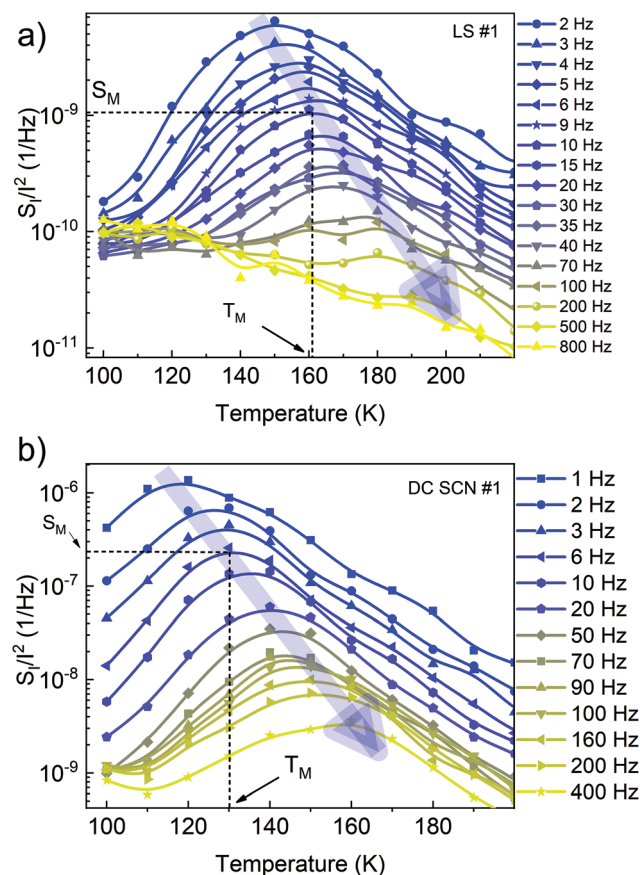 a)
LS #1
S_I/I² (1/Hz)
10⁻⁹
10⁻¹⁰
10⁻¹¹
S_M
T_M
100 120 140 160 180 200
Temperature (K)
2 Hz
3 Hz
4 Hz
5 Hz
6 Hz
9 Hz
10 Hz
15 Hz
20 Hz
30 Hz
35 Hz
40 Hz
70 Hz
100 Hz
200 Hz
500 Hz
800 Hz
b)
DC SCN #1
S_I/I² (1/Hz)
10⁻⁶
10⁻⁷
10⁻⁸
10⁻⁹
S_M
T_M
100 120 140 160 180
Temperature (K)
1 Hz
2 Hz
3 Hz
6 Hz
10 Hz
20 Hz
50 Hz
70 Hz
90 Hz
100 Hz
160 Hz
200 Hz
400 Hz